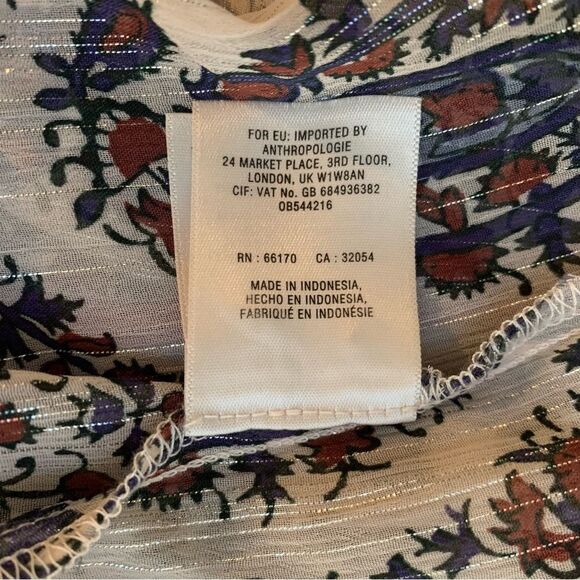 FOR EU: IMPORTED BY
ANTHROPOLOGIE
24 MARKET PLACE, 3RD FLOOR,
LONDON, UK W1W8AN
CIF: VAT No. GB 684936382
OB544216
RN : 66170 CA : 32054
MADE IN INDONESIA,
HECHO EN INDONESIA,
FABRIQUÉ EN INDONÉSIE